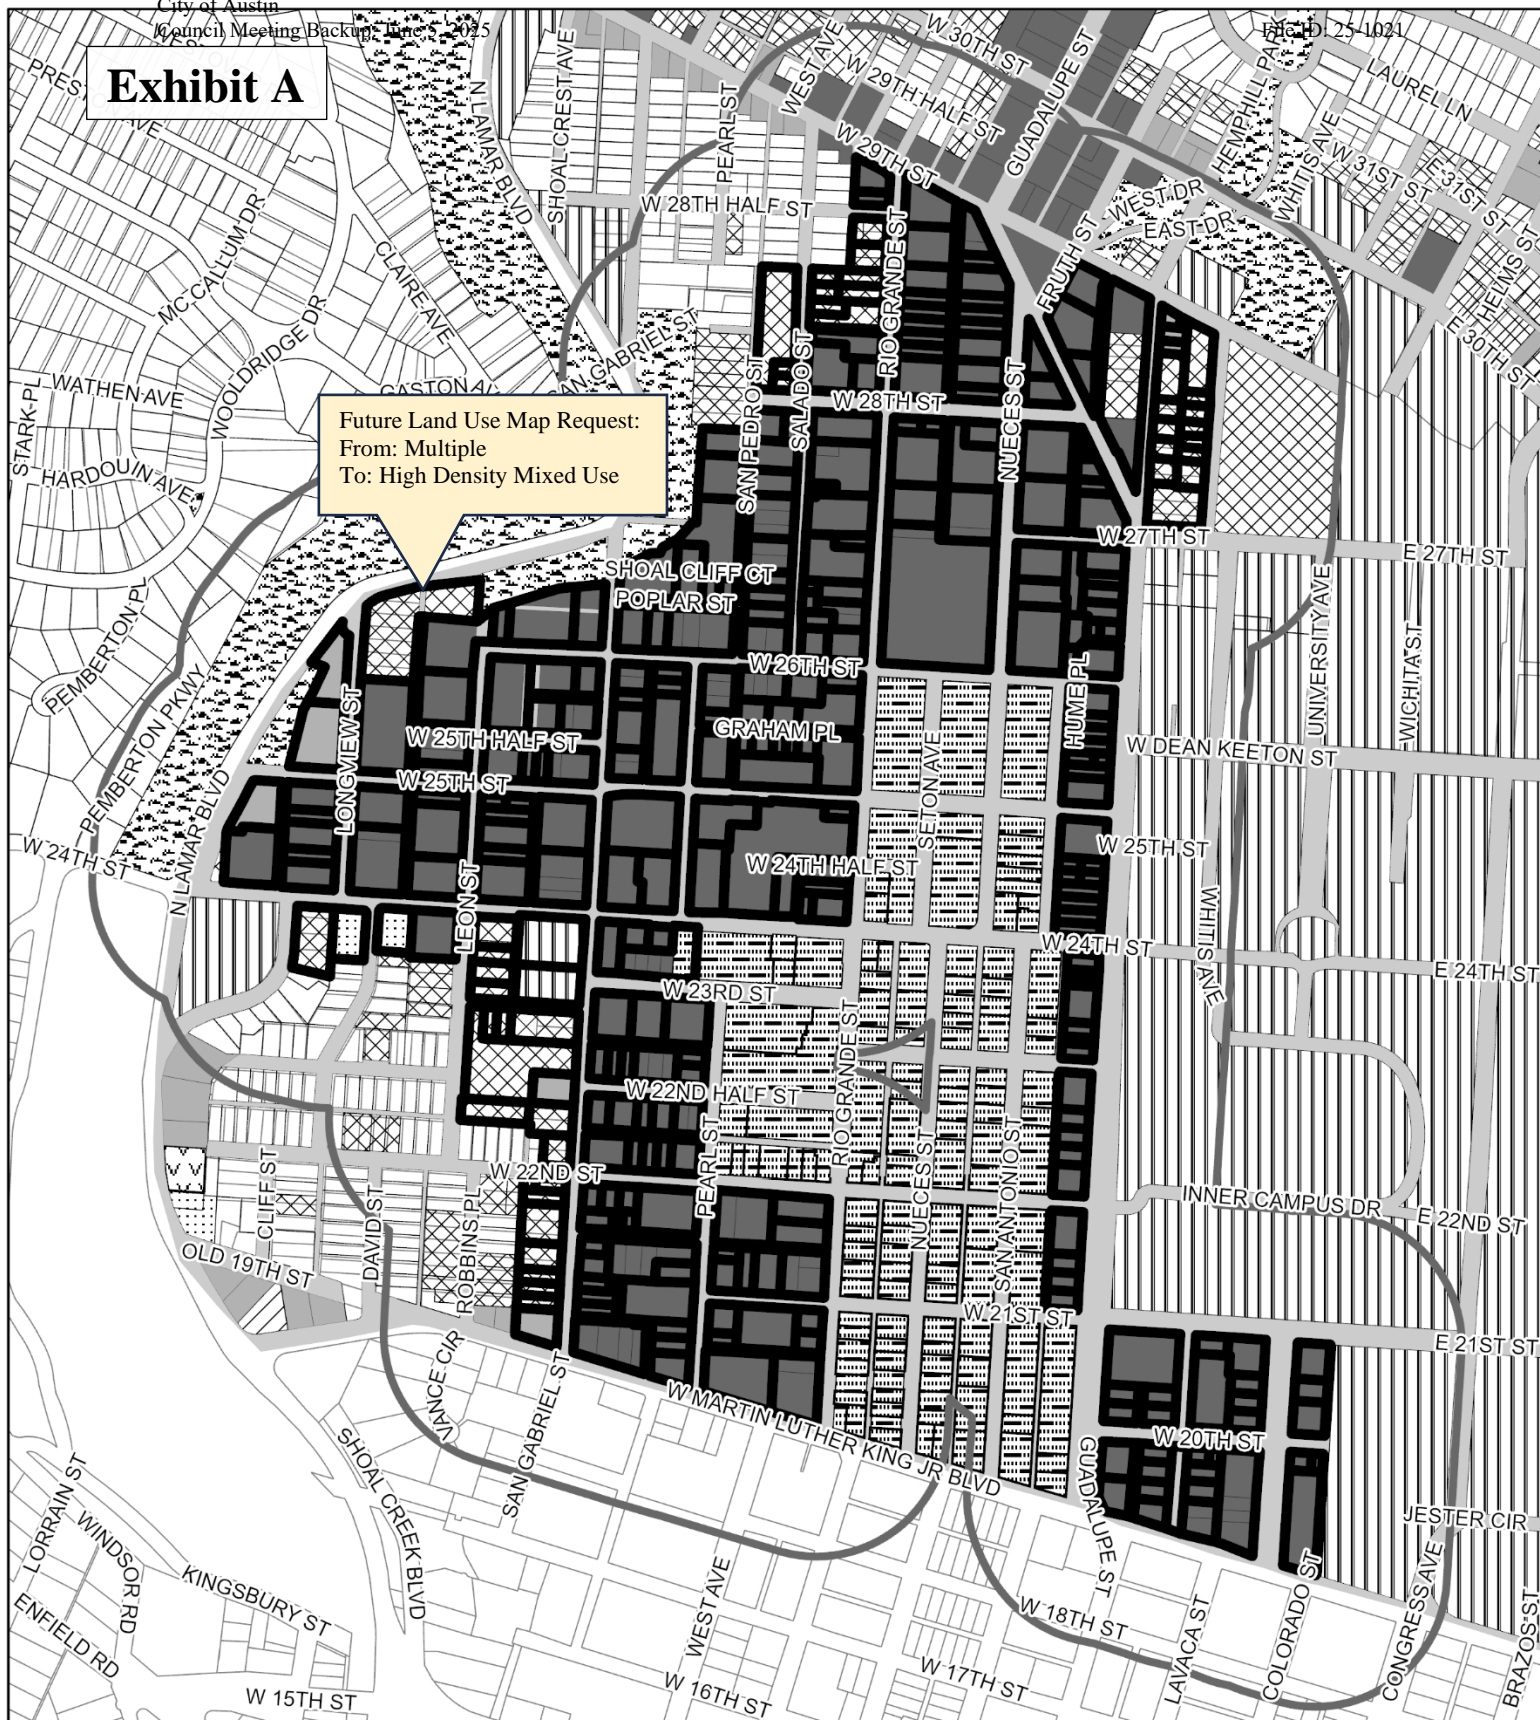 City of Austin
Council Meeting Backup: June 5, 2025
File ID: 25-1021
Exhibit A
Future Land Use Map Request:
From: Multiple
To: High Density Mixed Use
N LAMAR BLVD
SHOALCREST AVE
PEARL ST
WEST AVE
W 30TH ST
W 29TH HALF ST
W 29TH ST
GUADALUPE ST
HEMPHILL PARK
LAUREL LN
WHITIS AVE
W 31ST ST
E 31ST ST
HELMS ST
E 30TH ST
WEST DR
EAST DR
FRUTH ST
W 28TH HALF ST
RIO GRANDE ST
MC CALLUM DR
CLAIRE AVE
WOOLDRIDGE DR
SAN GABRIEL ST
WATHEN AVE
STARK PL
HARDOUIN AVE
W 28TH ST
SALADO ST
SAN PEDRO ST
NUECES ST
W 27TH ST
E 27TH ST
SHOAL CLIFF CT
POPLAR ST
PEMBERTON PL
PEMBERTON PKWY
W 26TH ST
UNIVERSITY AVE
WICHITA ST
HUME PL
GRAHAM PL
W 25TH HALF ST
LONGVIEW ST
W DEAN KEETON ST
W 25TH ST
SETON AVE
W 25TH ST
W 24TH ST
N LAMAR BLVD
W 24TH HALF ST
LEON ST
WHITIS AVE
W 24TH ST
E 24TH ST
W 23RD ST
RIO GRANDE ST
W 22ND HALF ST
PEARL ST
W 22ND ST
NUECES ST
SAN ANTONIO ST
INNER CAMPUS DR
E 22ND ST
CLIFF ST
DAVID ST
ROBBINS PL
OLD 19TH ST
W 21ST ST
E 21ST ST
VANCE CIR
SAN GABRIEL ST
W MARTIN LUTHER KING JR BLVD
W 20TH ST
SHOAL CREEK BLVD
GUADALUPE ST
JESTER CIR
LORRAIN ST
WINDSOR RD
KINGSBURY ST
ENFIELD RD
WEST AVE
W 18TH ST
LAVACA ST
COLORADO ST
CONGRESS AVE
BRAZOS ST
W 17TH ST
W 16TH ST
W 15TH ST